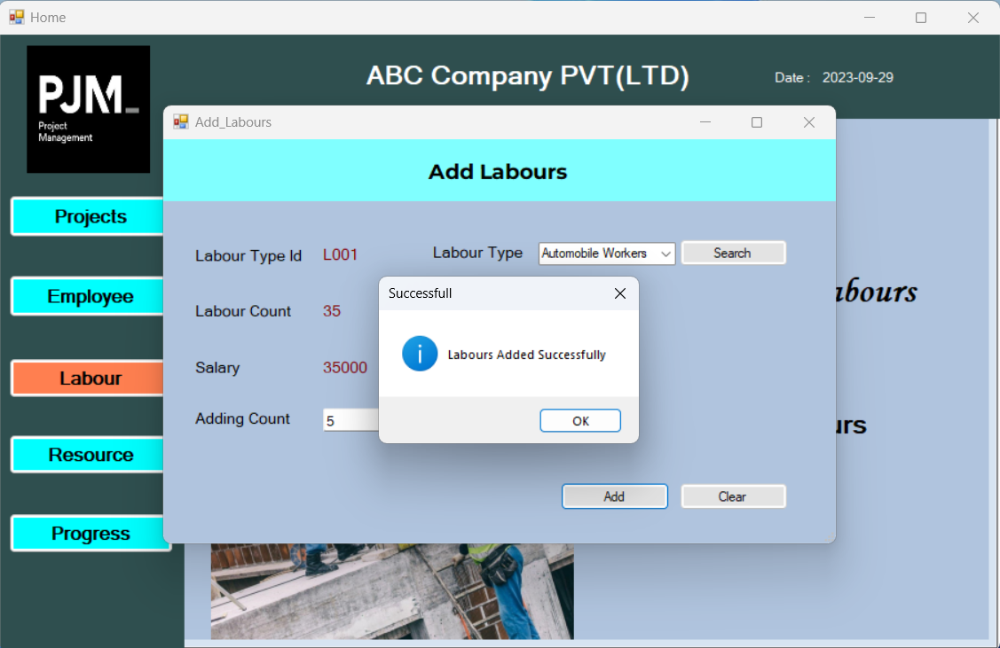 Home
PJM_
Project
Management
ABC Company PVT(LTD)
Date : 2023-09-29
Projects
Employee
Labour
Resource
Progress
Add_Labours
Add Labours
Labour Type Id L001
Labour Type Automobile Workers Search
Labour Count 35
Salary 35000
Adding Count 5
Successfull
Labours Added Successfully
OK
Add Clear